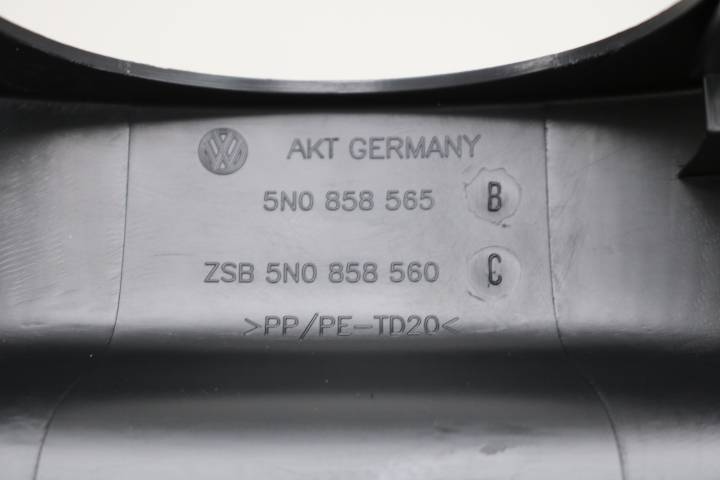 AKT GERMANY
5N0 858 565 B
ZSB 5N0 858 560 C
>PP/PE-TD20<